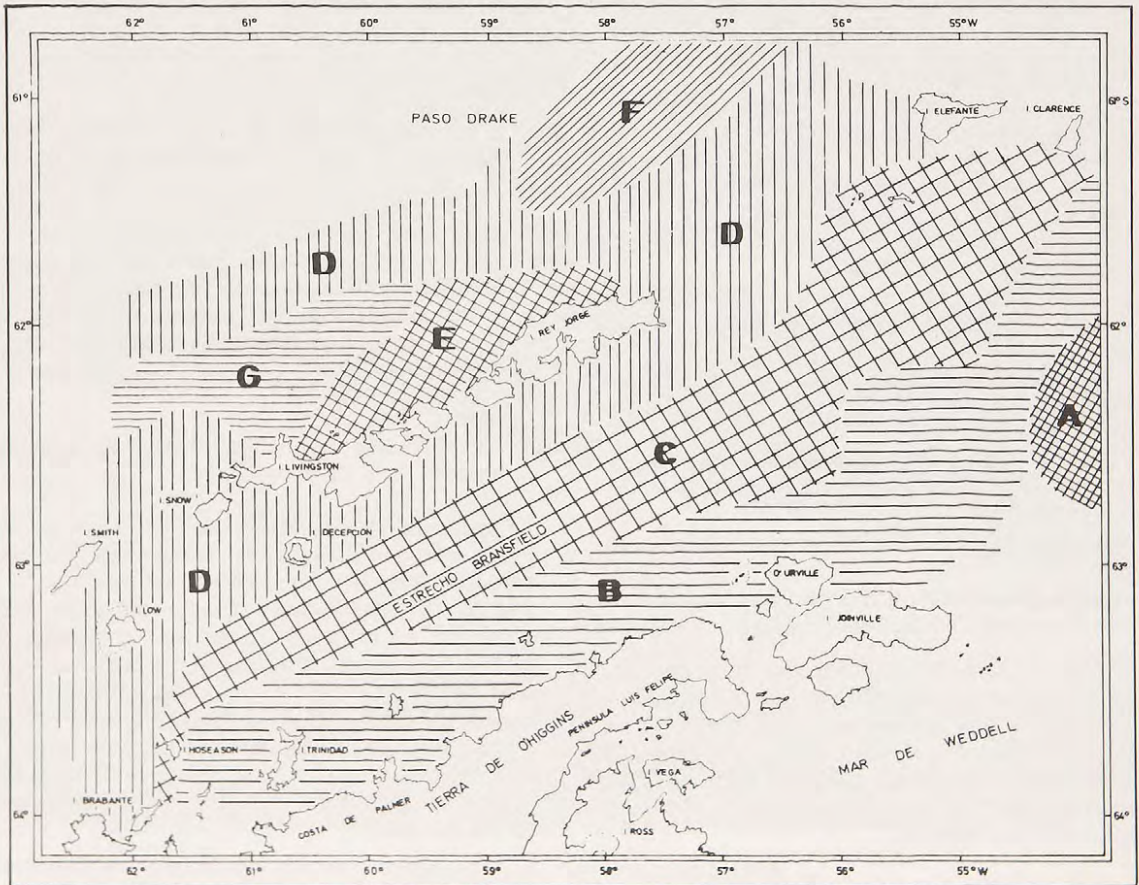 62° 61° 60° 59° 58° 57° 56° 55°W
61° 61° S
I ELEFANTE I CLARENCE
PASO DRAKE
F
D
D
62° 62°
I. REY JORGE
E
G
A
C
I LIVINGSTON
I. SNOW
I SMITH
I. DECEPCION
ESTRECHO BRANSFIELD
63° 63°
D' URVILLE
D
B
I LOW
I JOINVILLE
PENINSULA LUIS FELIPE
TIERRA DE O'HIGGINS
MAR DE WEDDELL
I HOSEASON I TRINIDAD
I VEGA
I BRABANTE
COSTA DE PALMER
64° 64°
I ROSS
62° 61° 60° 59° 58° 57° 56° 55° W